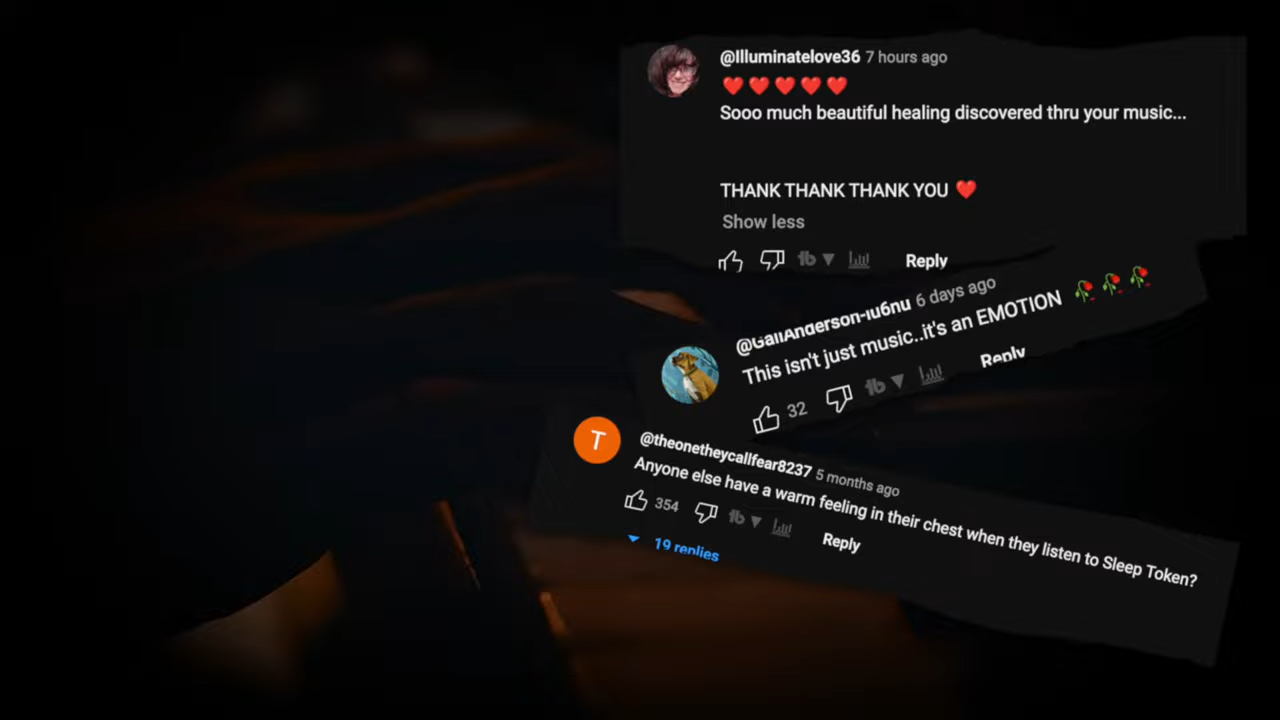 @Illuminatelove36 7 hours ago
❤️❤️❤️❤️❤️
Sooo much beautiful healing discovered thru your music...
THANK THANK THANK YOU ❤️
Show less
Reply
@GailAnderson-iu6nu 6 days ago
This isn't just music..it's an EMOTION 🥀🥀🥀
32
Reply
T
@theonetheycallfear8237 5 months ago
Anyone else have a warm feeling in their chest when they listen to Sleep Token?
354
Reply
19 replies